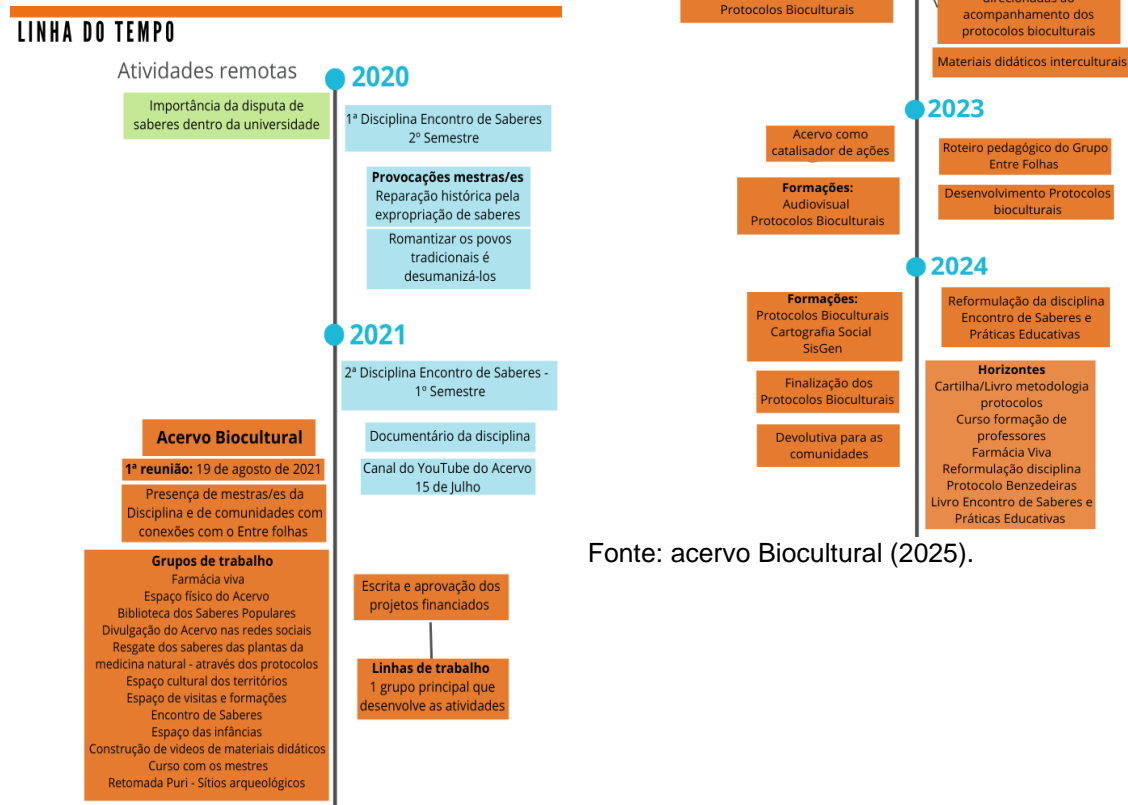 LINHA DO TEMPO
Atividades remotas
2020
Importância da disputa de
saberes dentro da universidade
1ª Disciplina Encontro de Saberes
2º Semestre
Provocações mestras/es
Reparação histórica pela
expropriação de saberes
Romantizar os povos
tradicionais é
desumanizá-los
2021
2ª Disciplina Encontro de Saberes -
1º Semestre
Documentário da disciplina
Canal do YouTube do Acervo
15 de Julho
Acervo Biocultural
1ª reunião: 19 de agosto de 2021
Presença de mestras/es da
Disciplina e de comunidades com
conexões com o Entre folhas
Grupos de trabalho
Farmácia viva
Espaço físico do Acervo
Biblioteca dos Saberes Populares
Divulgação do Acervo nas redes sociais
Resgate dos saberes das plantas da
medicina natural - através dos protocolos
Espaço cultural dos territórios
Espaço de visitas e formações
Encontro de Saberes
Espaço das infâncias
Construção de videos de materiais didáticos
Curso com os mestres
Retomada Puri - Sítios arqueológicos
Escrita e aprovação dos
projetos financiados
Linhas de trabalho
1 grupo principal que
desenvolve as atividades
Protocolos Bioculturais
acompanhamento dos
protocolos bioculturais
Materiais didáticos interculturais
2023
Acervo como
catalisador de ações
Formações:
Audiovisual
Protocolos Bioculturais
Roteiro pedagógico do Grupo
Entre Folhas
Desenvolvimento Protocolos
bioculturais
2024
Formações:
Protocolos Bioculturais
Cartografia Social
SisGen
Finalização dos
Protocolos Bioculturais
Devolutiva para as
comunidades
Reformulação da disciplina
Encontro de Saberes e
Práticas Educativas
Horizontes
Cartilha/Livro metodologia
protocolos
Curso formação de
professores
Farmácia Viva
Reformulação disciplina
Protocolo Benzedeiras
Livro Encontro de Saberes e
Práticas Educativas
Fonte: acervo Biocultural (2025).